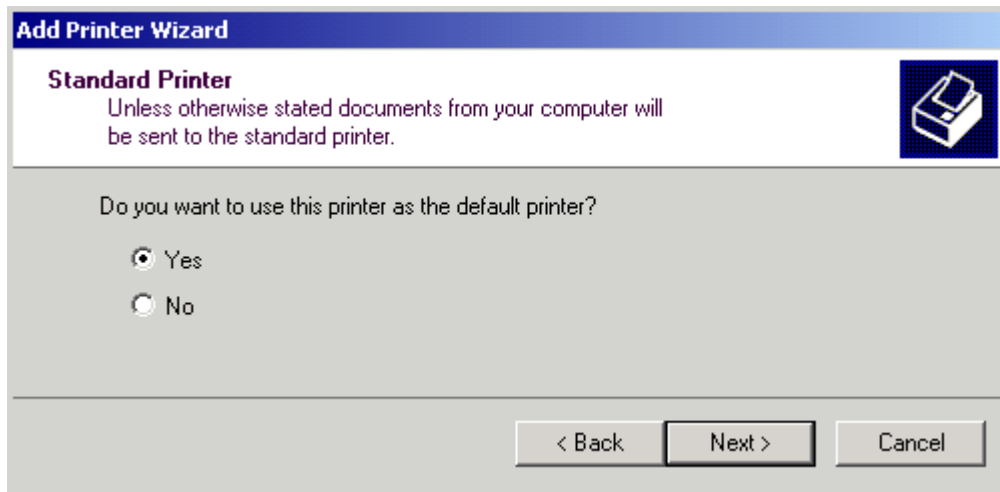 Add Printer Wizard
Standard Printer
Unless otherwise stated documents from your computer will
be sent to the standard printer.
Do you want to use this printer as the default printer?
Yes
No
< Back Next > Cancel